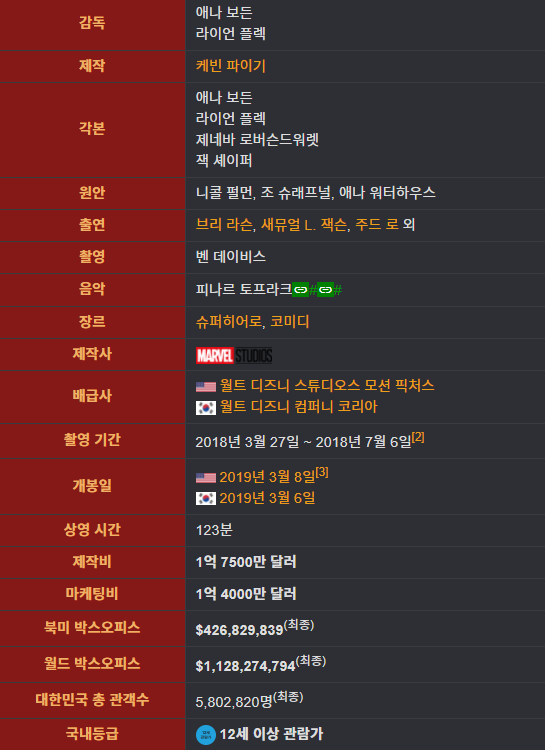 감독
애나 보든
라이언 플렉
제작
케빈 파이기
각본
애나 보든
라이언 플렉
제네바 로버슨드워렛
잭 셰이퍼
원안
니콜 펄먼, 조 슈래프널, 애나 워터하우스
출연
브리 라슨, 새뮤얼 L. 잭슨, 주드 로 외
촬영
벤 데이비스
음악
피나르 토프라크##
장르
슈퍼히어로, 코미디
제작사
MARVEL STUDIOS
배급사
월트 디즈니 스튜디오스 모션 픽처스
월트 디즈니 컴퍼니 코리아
촬영 기간
2018년 3월 27일 ~ 2018년 7월 6일[2]
개봉일
2019년 3월 8일[3]
2019년 3월 6일
상영 시간
123분
제작비
1억 7500만 달러
마케팅비
1억 4000만 달러
북미 박스오피스
$426,829,839(최종)
월드 박스오피스
$1,128,274,794(최종)
대한민국 총 관객수
5,802,820명(최종)
국내등급
12세 이상 관람가